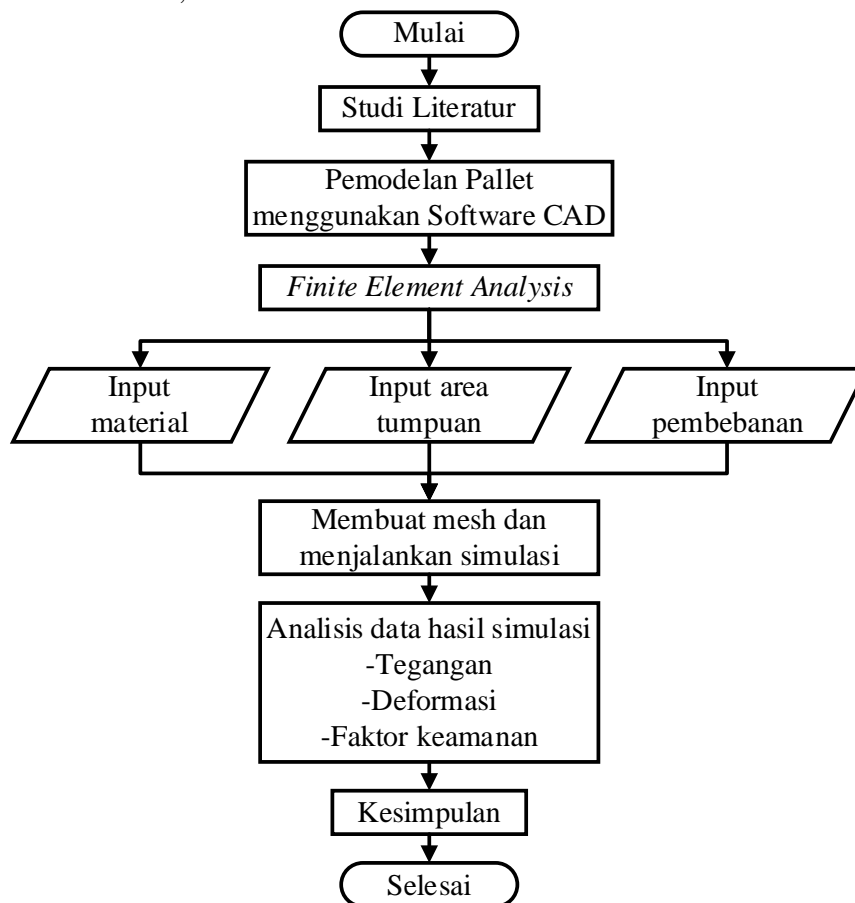 Mulai
Studi Literatur
Pemodelan Pallet
menggunakan Software CAD
Finite Element Analysis
Input
material
Input area
tumpuan
Input
pembebanan
Membuat mesh dan
menjalankan simulasi
Analisis data hasil simulasi
-Tegangan
-Deformasi
-Faktor keamanan
Kesimpulan
Selesai